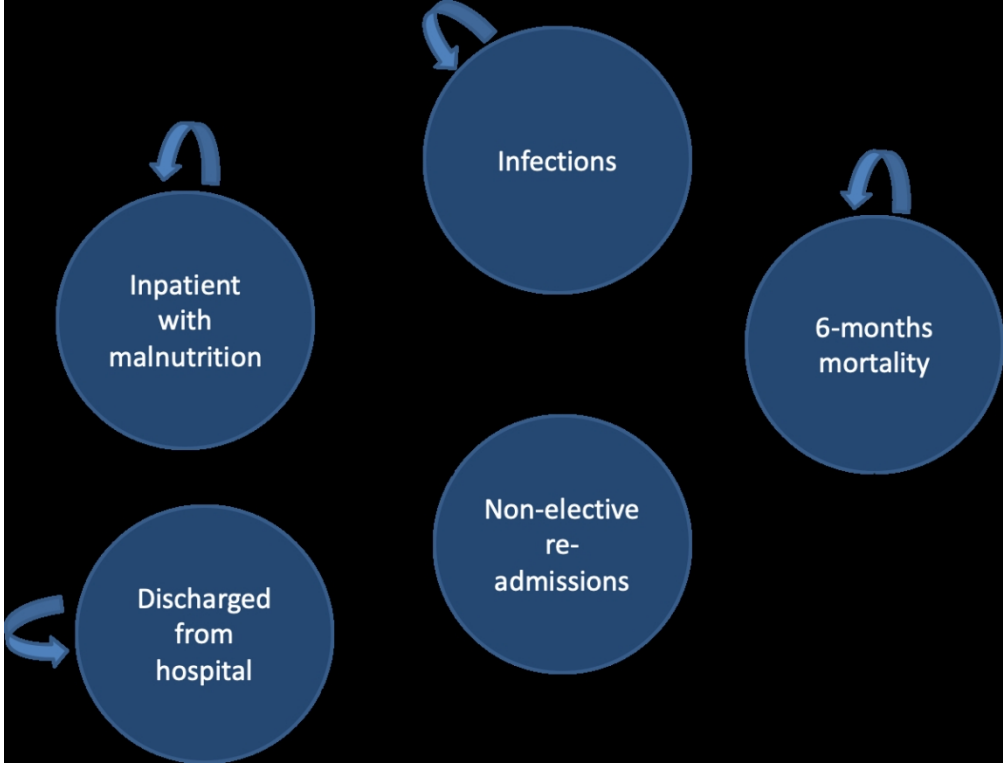 Infections
Inpatient
with
malnutrition
6-months
mortality
Non-elective
re-
admissions
Discharged
from
hospital